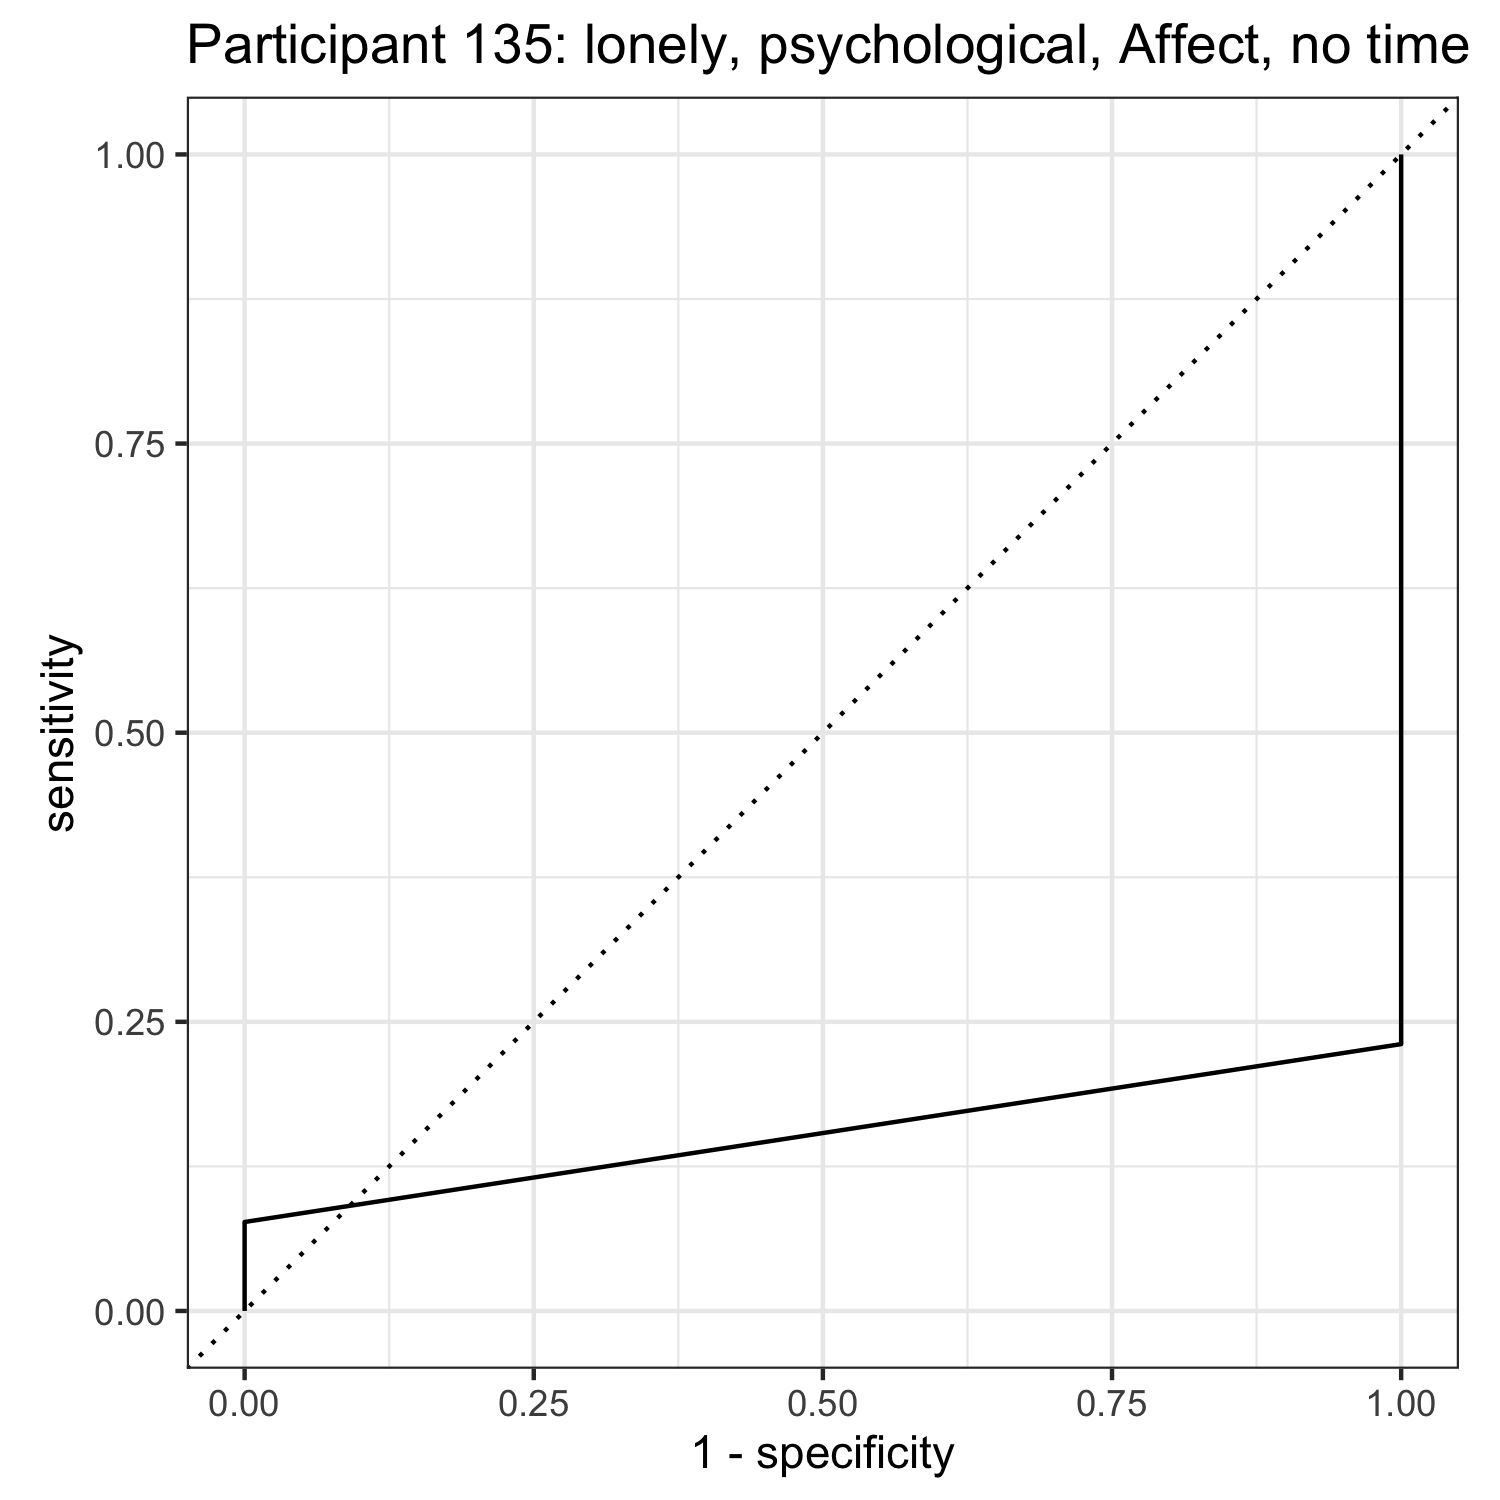 Participant 135: lonely, psychological, Affect, no time
1.00
0.75
0.50
0.25
0.00
sensitivity
0.00 0.25 0.50 0.75 1.00
1 - specificity